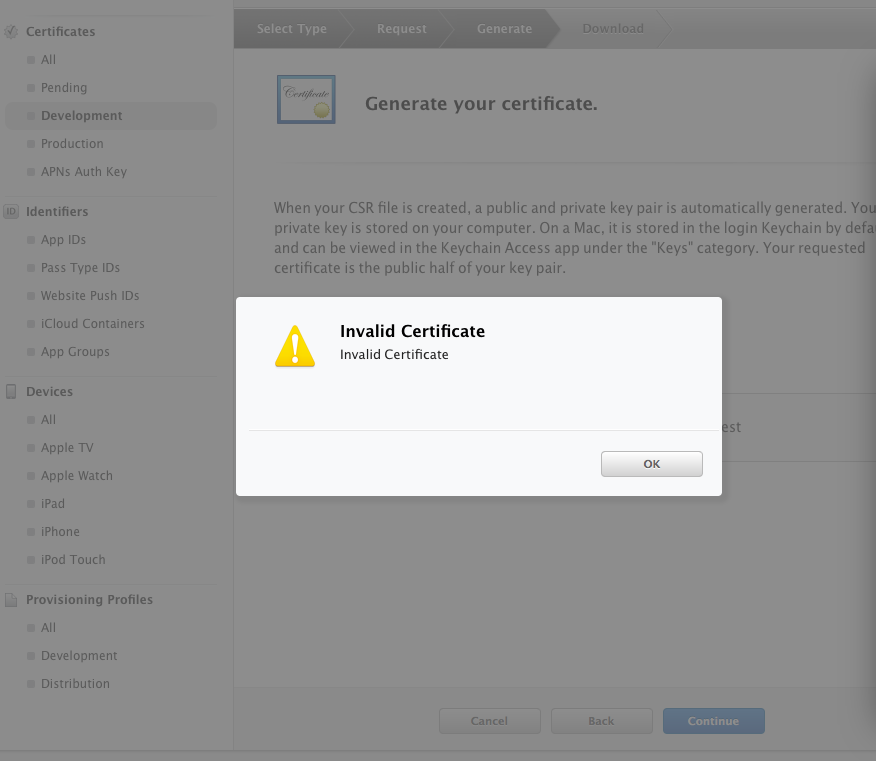 Certificates
All
Pending
Development
Production
APNs Auth Key
ID Identifiers
App IDs
Pass Type IDs
Website Push IDs
iCloud Containers
App Groups
Devices
All
Apple TV
Apple Watch
iPad
iPhone
iPod Touch
Provisioning Profiles
All
Development
Distribution
Select Type
Request
Generate
Download
Certificate
Generate your certificate.
When your CSR file is created, a public and private key pair is automatically generated. You
private key is stored on your computer. On a Mac, it is stored in the login Keychain by defa
and can be viewed in the Keychain Access app under the "Keys" category. Your requested
certificate is the public half of your key pair.
Invalid Certificate
Invalid Certificate
est
OK
Cancel
Back
Continue